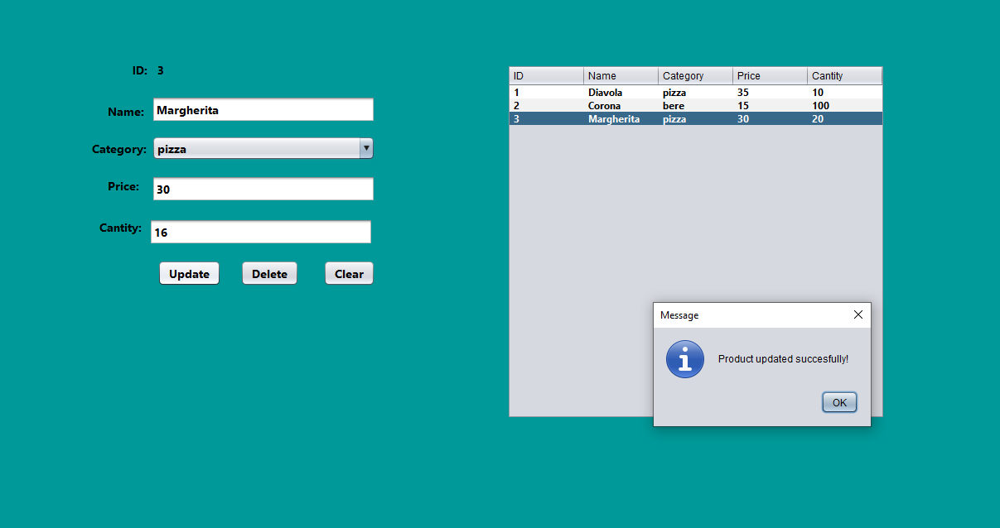 ID: 3
Name: Margherita
Category: pizza
Price: 30
Cantity: 16
Update Delete Clear
ID Name Category Price Cantity
1 Diavola pizza 35 10
2 Corona bere 15 100
3 Margherita pizza 30 20
Message
Product updated succesfully!
OK